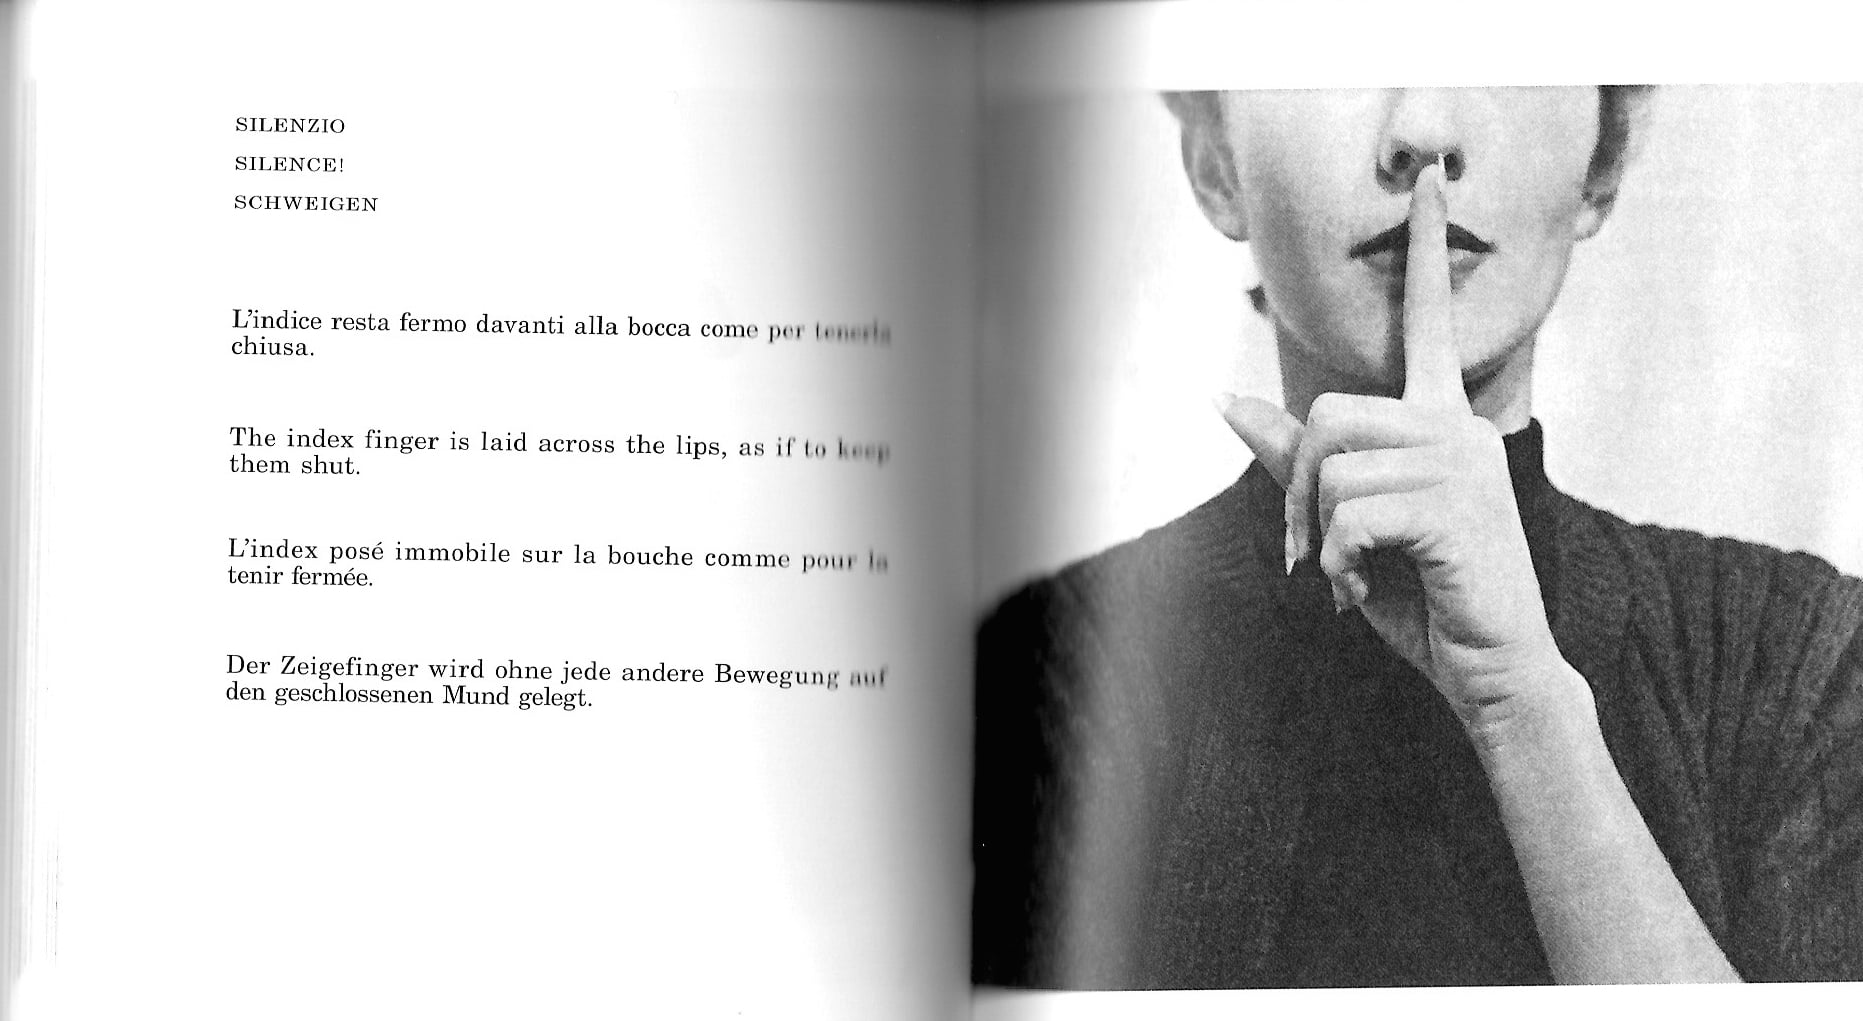 SILENZIO
SILENCE!
SCHWEIGEN
L'indice resta fermo davanti alla bocca come per tenerla
chiusa.
The index finger is laid across the lips, as if to keep
them shut.
L'index posé immobile sur la bouche comme pour la
tenir fermée.
Der Zeigefinger wird ohne jede andere Bewegung auf
den geschlossenen Mund gelegt.